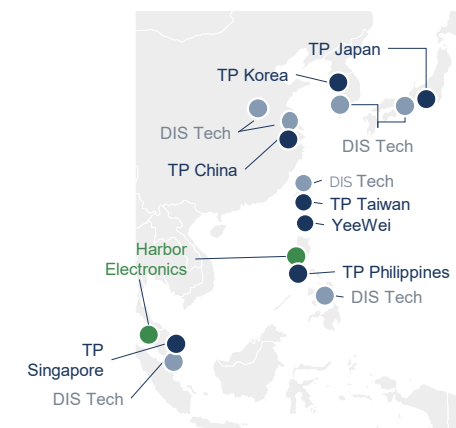 TP Japan
TP Korea
DIS Tech
DIS Tech
TP China
DIS Tech
TP Taiwan
YeeWei
Harbor
Electronics
TP Philippines
DIS Tech
TP
Singapore
DIS Tech